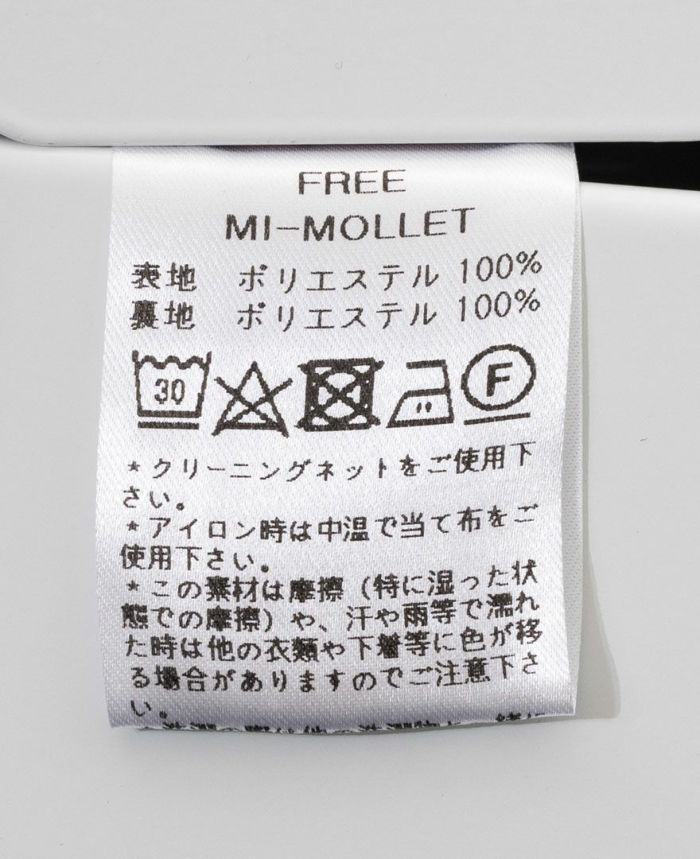 FREE
MI-MOLLET
表地 ポリエステル 100%
裏地 ポリエステル 100%
30 F
*クリーニングネットをご使用下
さい。
*アイロン時は中温で当て布をご
使用下さい。
*この素材は摩擦（特に湿った状
態での摩擦）や、汗や雨等で濡れ
た時は他の衣類や下着等に色が移
る場合がありますのでご注意下さ
い。